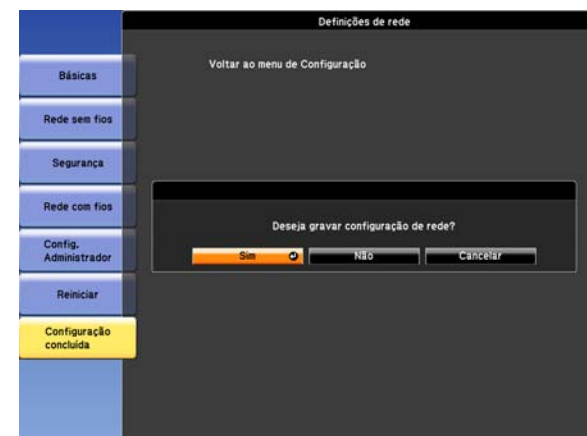 Definições de rede
Voltar ao menu de Configuração
Básicas
Rede sem fios
Segurança
Rede com fios
Config.
Administrador
Reiniciar
Configuração
concluída
Deseja gravar configuração de rede?
Sim Não Cancelar